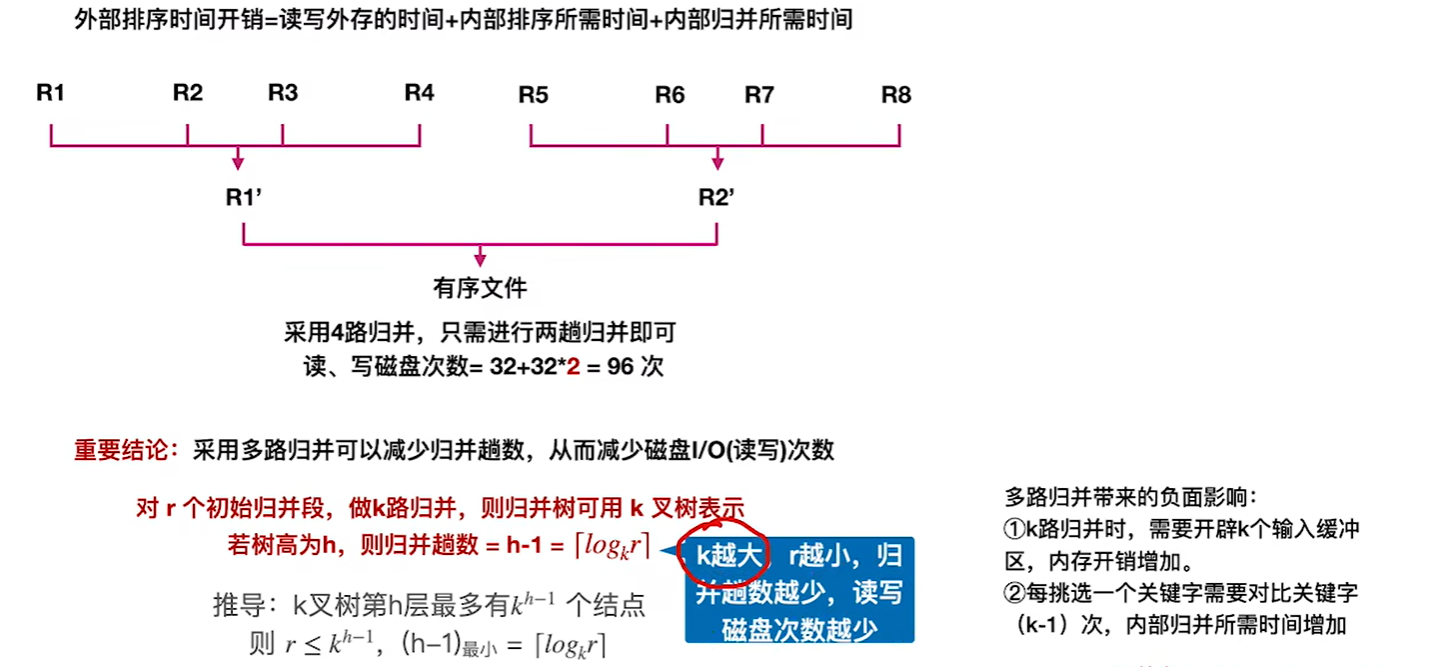 外部排序时间开销=读写外存的时间+内部排序所需时间+内部归并所需时间
R1 R2 R3 R4 R5 R6 R7 R8
R1’ R2’
有序文件
采用4路归并，只需进行两趟归并即可
读、写磁盘次数= 32+32*2 = 96 次
重要结论：采用多路归并可以减少归并趟数，从而减少磁盘I/O(读写)次数
对 r 个初始归并段，做k路归并，则归并树可用 k 叉树表示
若树高为h，则归并趟数 = h-1 = ⌈logₖr⌉
k越大，r越小，归
并趟数越少，读写
磁盘次数越少
推导：k叉树第h层最多有kʰ⁻¹ 个结点
则 r ≤ kʰ⁻¹，(h−1)最小 = ⌈logₖr⌉
多路归并带来的负面影响：
①k路归并时，需要开辟k个输入缓冲
区，内存开销增加。
②每挑选一个关键字需要对比关键字
（k-1）次，内部归并所需时间增加